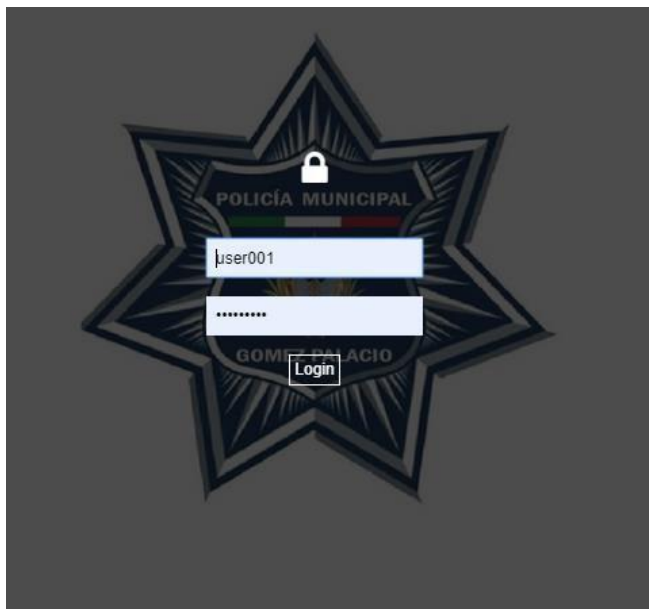 POLICÍA MUNICIPAL
user001
•••••••••
GOMEZ PALACIO
Login